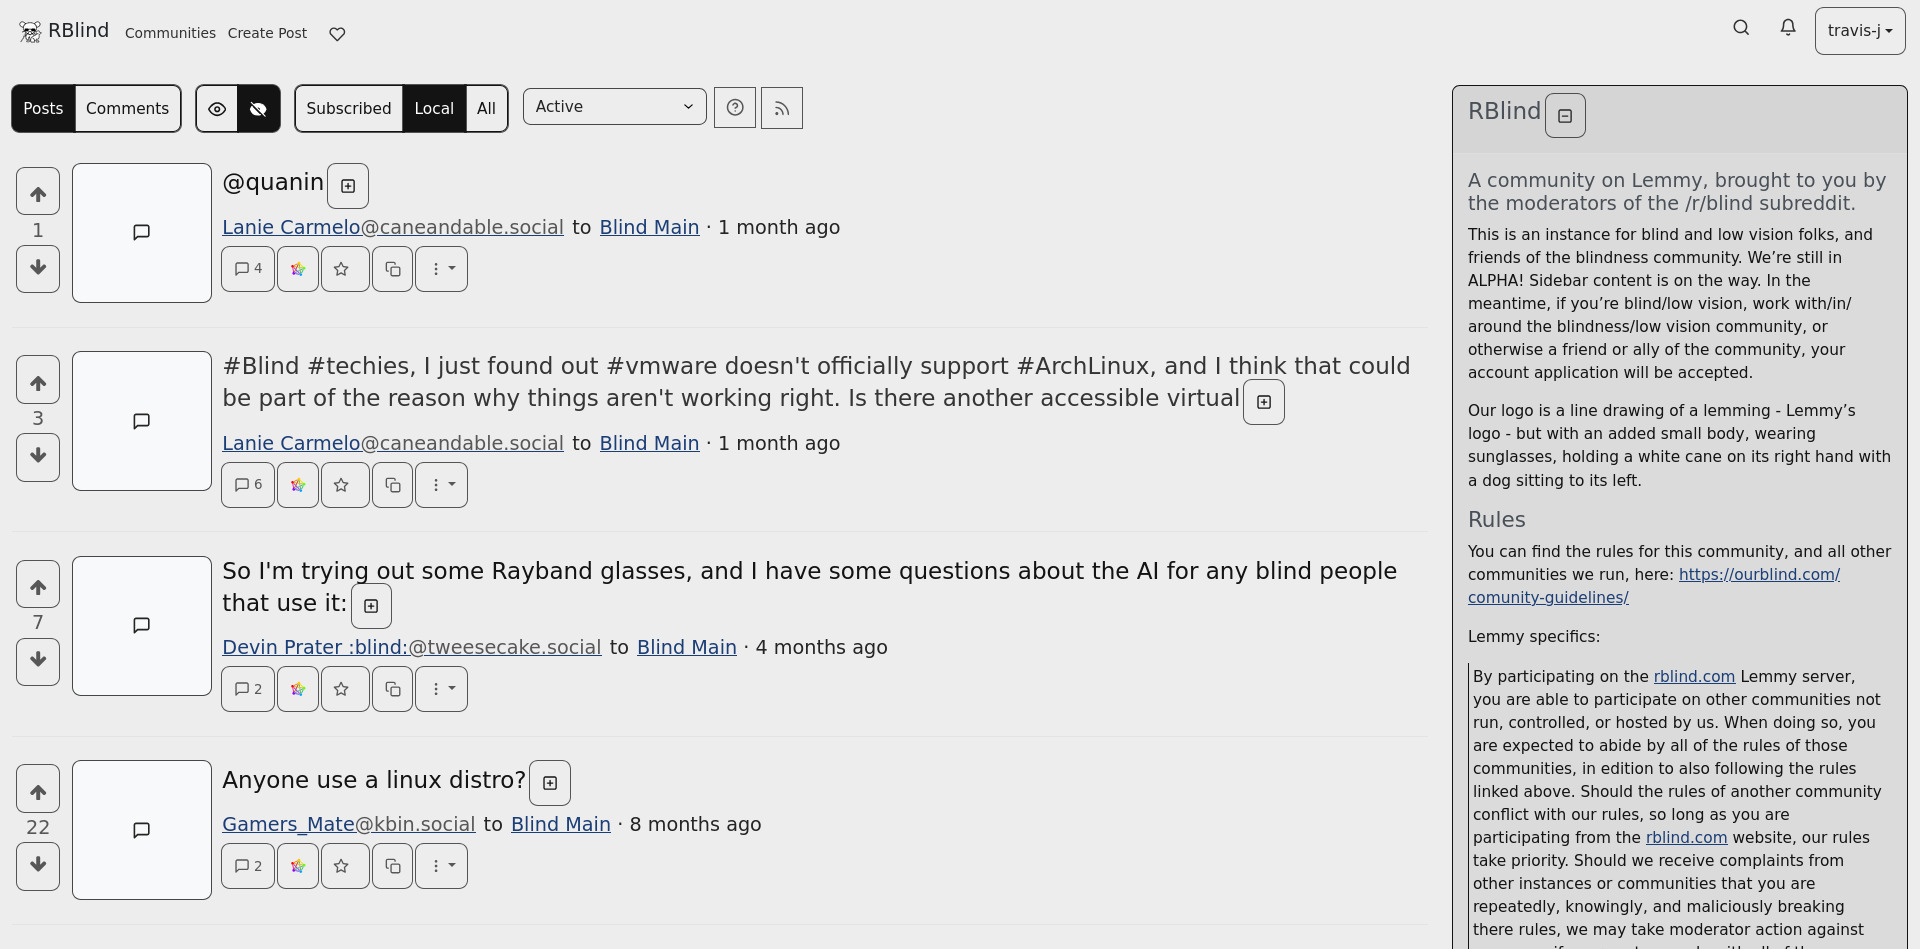 RBlind Communities Create Post travis-j
Posts Comments Subscribed Local All Active
1
@quanin
Lanie Carmelo@caneandable.social to Blind Main · 1 month ago
4
3
#Blind #techies, I just found out #vmware doesn't officially support #ArchLinux, and I think that could
be part of the reason why things aren't working right. Is there another accessible virtual
Lanie Carmelo@caneandable.social to Blind Main · 1 month ago
6
7
So I'm trying out some Rayband glasses, and I have some questions about the AI for any blind people
that use it:
Devin Prater :blind:@tweesecake.social to Blind Main · 4 months ago
2
22
Anyone use a linux distro?
Gamers_Mate@kbin.social to Blind Main · 8 months ago
2
RBlind
A community on Lemmy, brought to you by
the moderators of the /r/blind subreddit.
This is an instance for blind and low vision folks, and
friends of the blindness community. We’re still in
ALPHA! Sidebar content is on the way. In the
meantime, if you’re blind/low vision, work with/in/
around the blindness/low vision community, or
otherwise a friend or ally of the community, your
account application will be accepted.
Our logo is a line drawing of a lemming - Lemmy’s
logo - but with an added small body, wearing
sunglasses, holding a white cane on its right hand with
a dog sitting to its left.
Rules
You can find the rules for this community, and all other
communities we run, here: https://ourblind.com/
comunity-guidelines/
Lemmy specifics:
By participating on the rblind.com Lemmy server,
you are able to participate on other communities not
run, controlled, or hosted by us. When doing so, you
are expected to abide by all of the rules of those
communities, in edition to also following the rules
linked above. Should the rules of another community
conflict with our rules, so long as you are
participating from the rblind.com website, our rules
take priority. Should we receive complaints from
other instances or communities that you are
repeatedly, knowingly, and maliciously breaking
there rules, we may take moderator action against